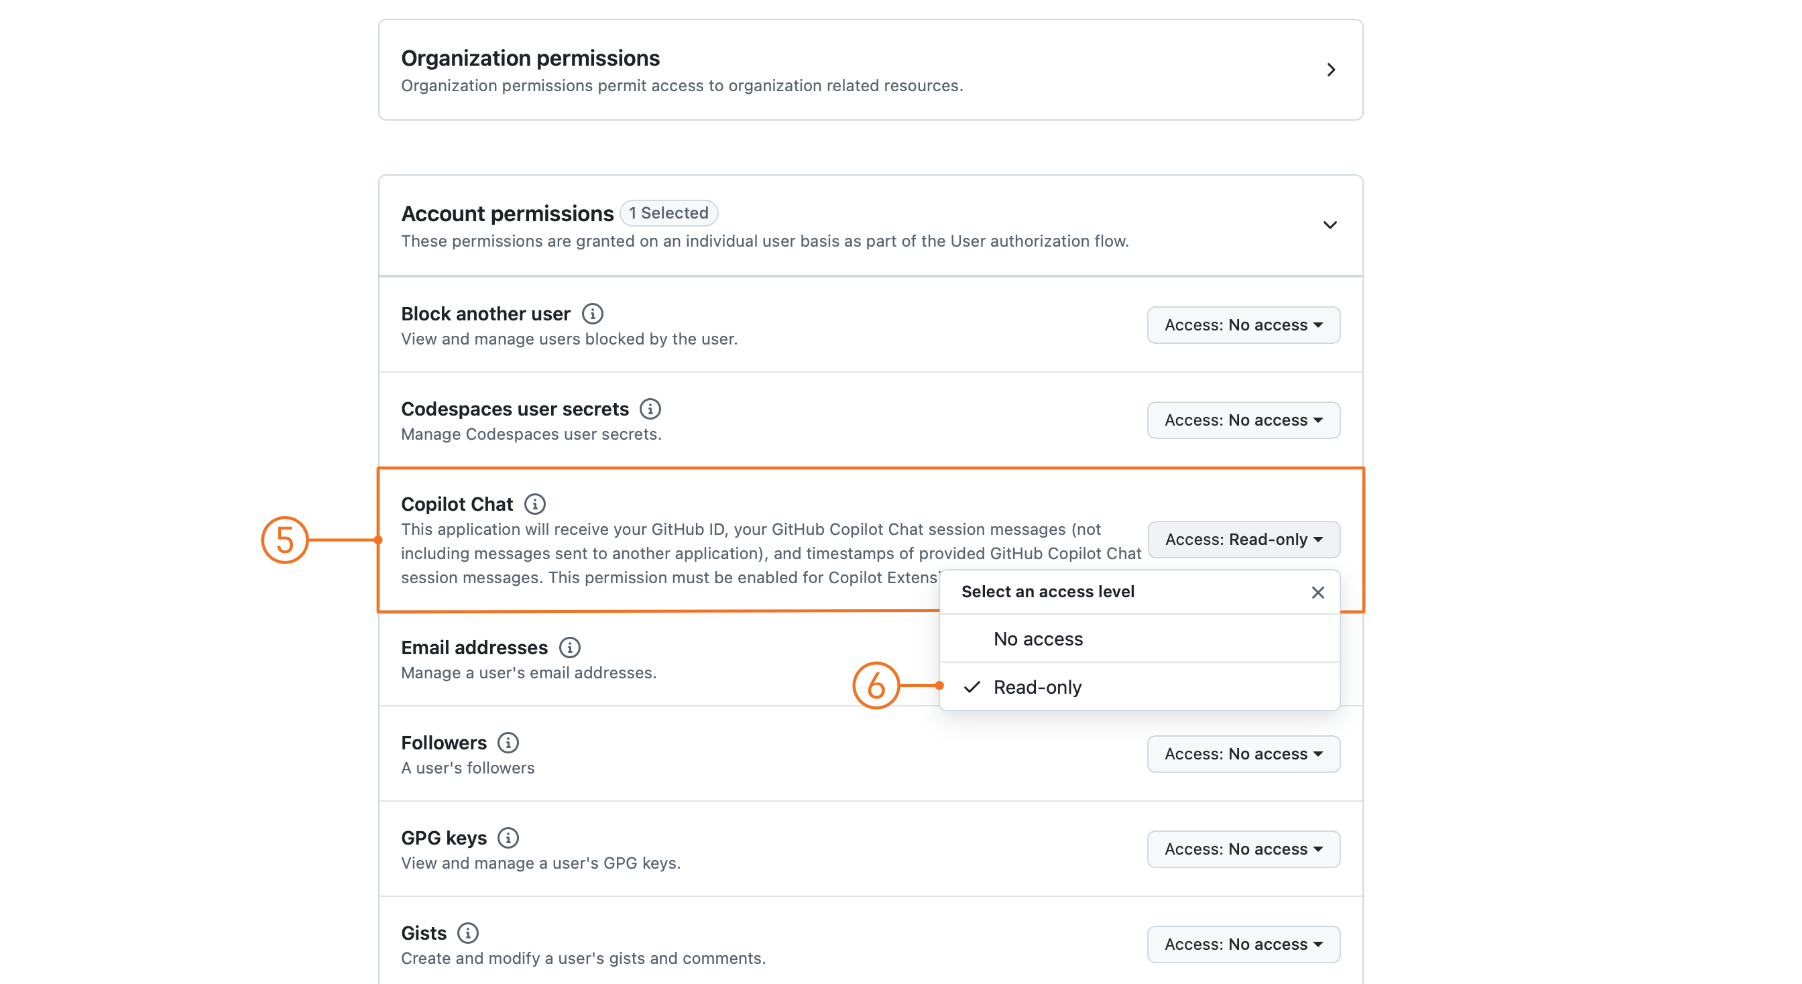 Organization permissions
Organization permissions permit access to organization related resources.
Account permissions 1 Selected
These permissions are granted on an individual user basis as part of the User authorization flow.
Block another user
View and manage users blocked by the user.
Access: No access
Codespaces user secrets
Manage Codespaces user secrets.
Access: No access
5
Copilot Chat
This application will receive your GitHub ID, your GitHub Copilot Chat session messages (not
including messages sent to another application), and timestamps of provided GitHub Copilot Chat
session messages. This permission must be enabled for Copilot
Access: Read-only
Select an access level
No access
6
Read-only
Email addresses
Manage a user's email addresses.
Followers
A user's followers
Access: No access
GPG keys
View and manage a user's GPG keys.
Access: No access
Gists
Create and modify a user's gists and comments.
Access: No access